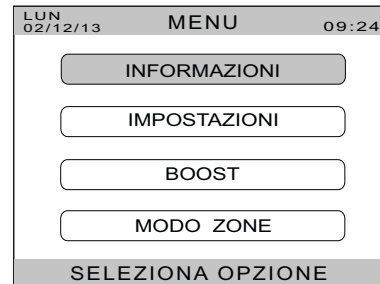 LUN
02/12/13 MENU 09:24
INFORMAZIONI
IMPOSTAZIONI
BOOST
MODO ZONE
SELEZIONA OPZIONE